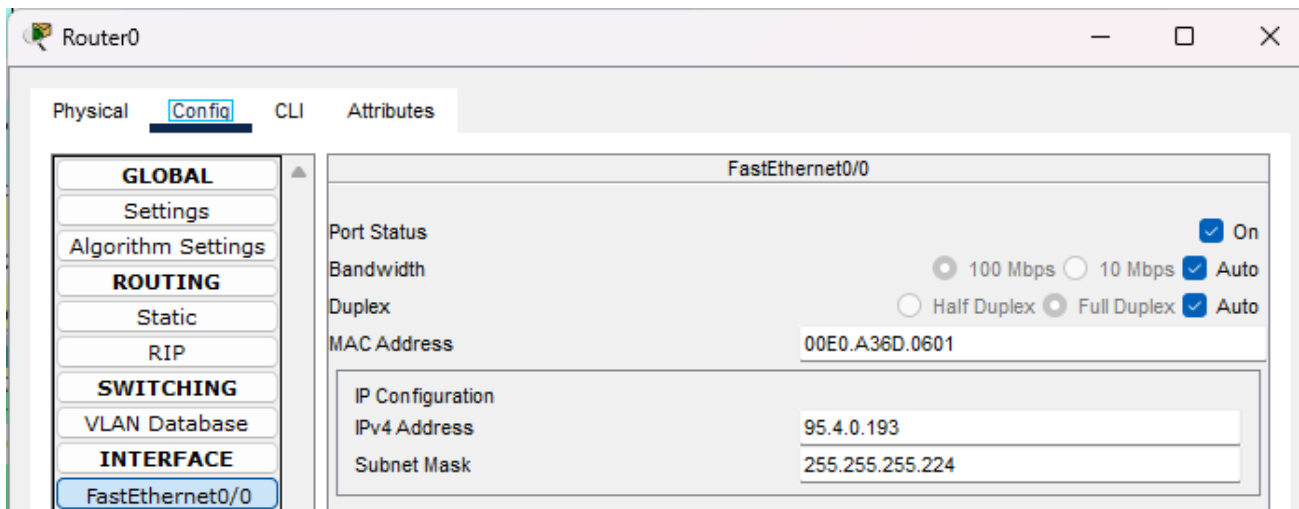 Router0
Physical Config CLI Attributes
GLOBAL
Settings
Algorithm Settings
ROUTING
Static
RIP
SWITCHING
VLAN Database
INTERFACE
FastEthernet0/0
FastEthernet0/0
Port Status On
Bandwidth 100 Mbps 10 Mbps Auto
Duplex Half Duplex Full Duplex Auto
MAC Address 00E0.A36D.0601
IP Configuration
IPv4 Address 95.4.0.193
Subnet Mask 255.255.255.224